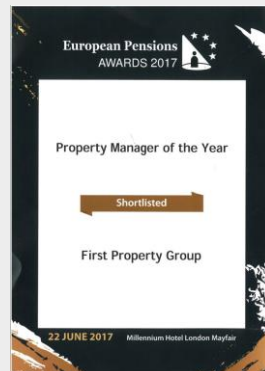 European Pensions
AWARDS 2017
Property Manager of the Year
Shortlisted
First Property Group
22 JUNE 2017 Millennium Hotel London Mayfair